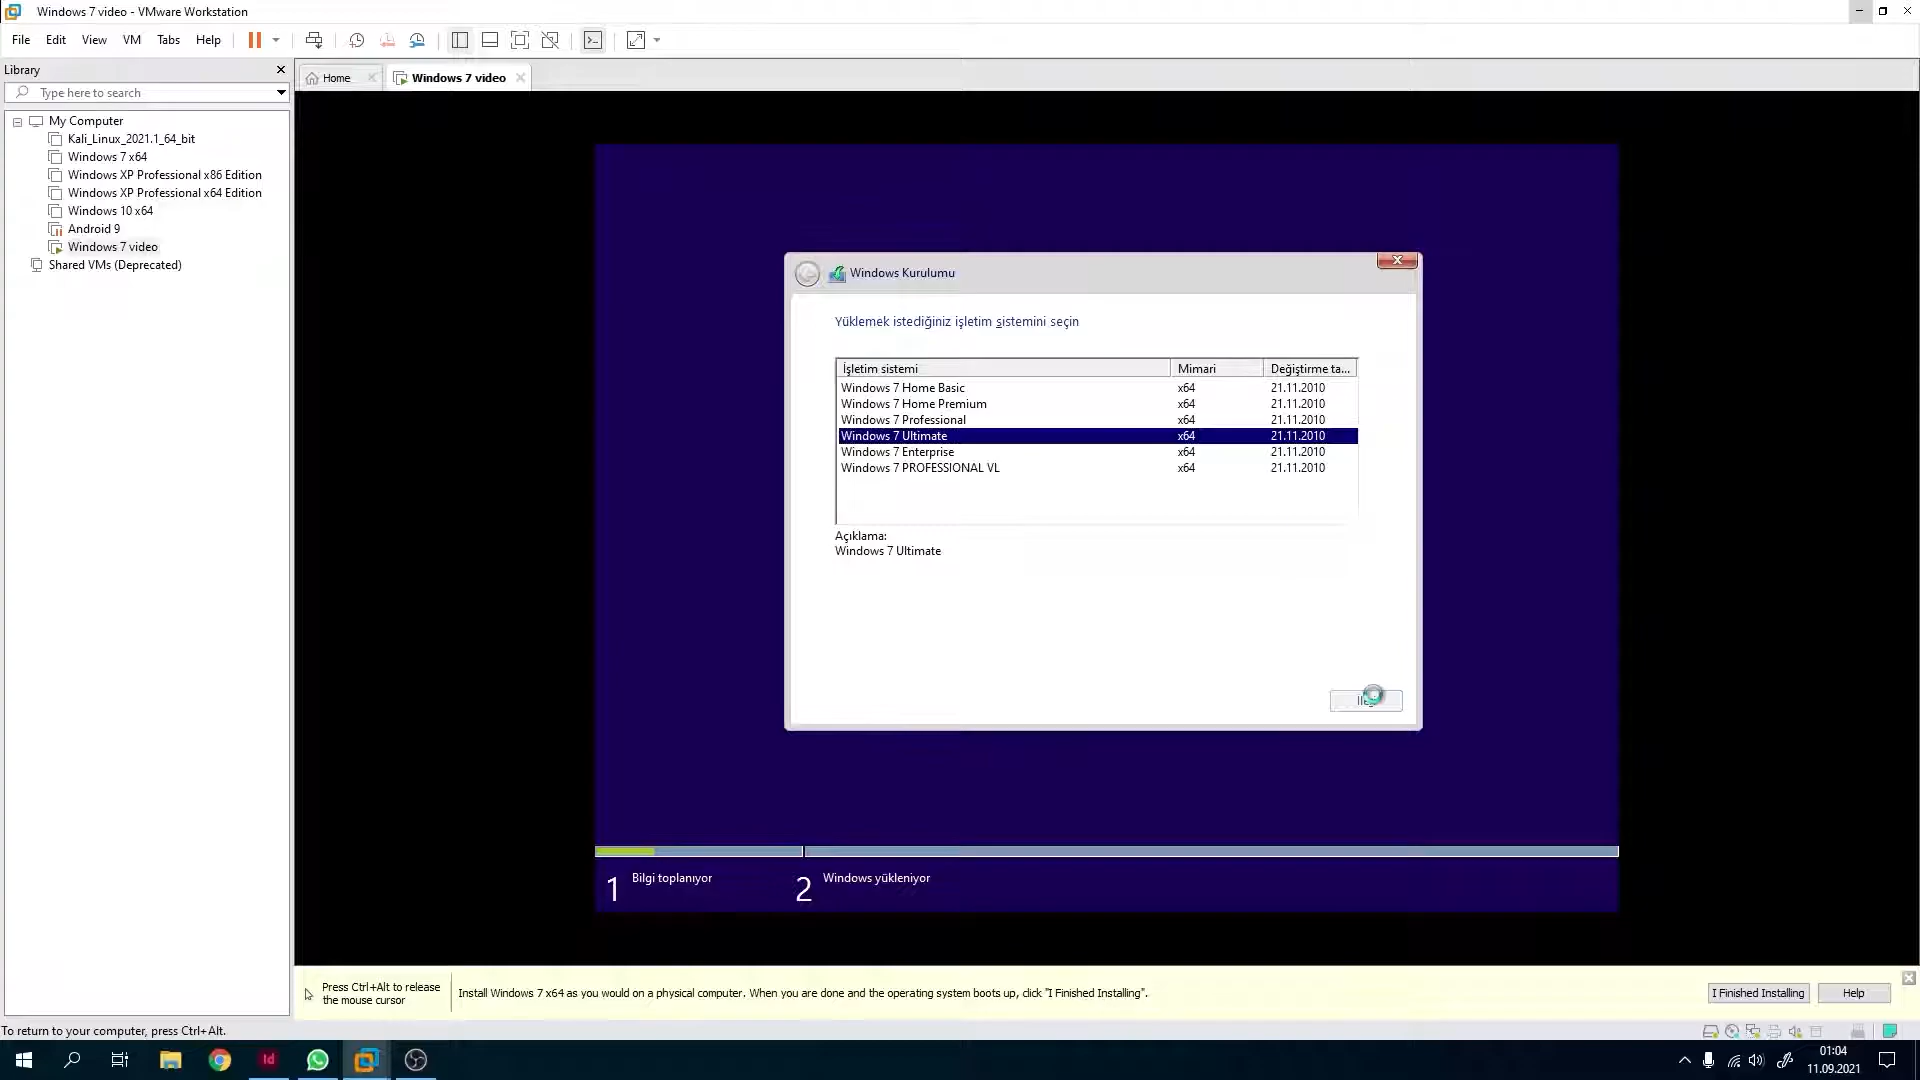 Windows 7 video - VMware Workstation
File Edit View VM Tabs Help
Library
Type here to search
My Computer
Kali_Linux_2021.1_64_bit
Windows 7 x64
Windows XP Professional x86 Edition
Windows XP Professional x64 Edition
Windows 10 x64
Android 9
Windows 7 video
Shared VMs (Deprecated)
Home
Windows 7 video
Windows Kurulumu
Yüklemek istediğiniz işletim sistemini seçin
İşletim sistemi Mimari Değiştirme ta...
Windows 7 Home Basic x64 21.11.2010
Windows 7 Home Premium x64 21.11.2010
Windows 7 Professional x64 21.11.2010
Windows 7 Ultimate x64 21.11.2010
Windows 7 Enterprise x64 21.11.2010
Windows 7 PROFESSIONAL VL x64 21.11.2010
Açıklama:
Windows 7 Ultimate
1 Bilgi toplanıyor 2 Windows yükleniyor
Press Ctrl+Alt to release
the mouse cursor
Install Windows 7 x64 as you would on a physical computer. When you are done and the operating system boots up, click "I Finished Installing".
I Finished Installing Help
To return to your computer, press Ctrl+Alt.
Id
01:04
11.09.2021